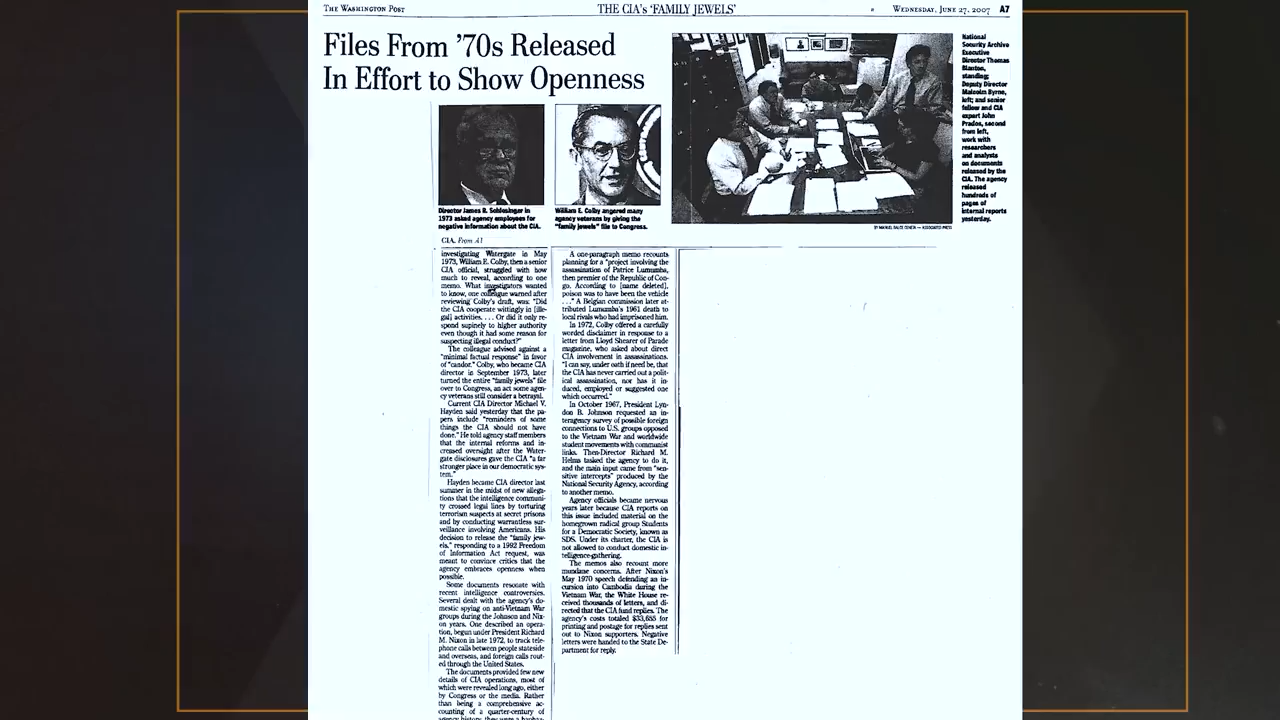 THE WASHINGTON POST
THE CIA's 'FAMILY JEWELS'
WEDNESDAY, JUNE 27, 2007 A7
Files From '70s Released
In Effort to Show Openness
Director James R. Schlesinger in
1973 asked agency employees for
negative information about the CIA.
William E. Colby angered many
agency veterans by giving the
"family jewels" file to Congress.
National
Security Archive
Executive
Director Thomas
Blanton,
standing;
Deputy Director
Malcolm Byrne,
left; and senior
fellow and CIA
expert John
Prados, second
from left,
work with
researchers
and analysts
on documents
released by the
CIA. The agency
released
hundreds of
pages of
internal reports
yesterday.
ASSOCIATED PRESS
CIA, From A1
investigating Watergate in May
1973, William E. Colby, then a senior
CIA official, struggled with how
much to reveal, according to one
memo. What investigators wanted
to know, one colleague warned after
reviewing Colby's draft, was: "Did
the CIA cooperate wittingly in [ille-
gal] activities. . . . Or did it only re-
spond supinely to higher authority
even though it had some reason for
suspecting illegal conduct?"
The colleague advised against a
"minimal factual response" in favor
of "candor." Colby, who became CIA
director in September 1973, later
turned the entire "family jewels" file
over to Congress, an act some agen-
cy veterans still consider a betrayal.
Current CIA Director Michael V.
Hayden said yesterday that the pa-
pers include "reminders of some
things the CIA should not have
done." He told agency staff members
that the internal reforms and in-
creased oversight after the Water-
gate disclosures gave the CIA "a far
stronger place in our democratic sys-
tem."
Hayden became CIA director last
summer in the midst of new allega-
tions that the intelligence communi-
ty crossed legal lines by torturing
terrorism suspects at secret prisons
and by conducting warrantless sur-
veillance involving Americans. His
decision to release the "family jew-
els," responding to a 1992 Freedom
of Information Act request, was
meant to convince critics that the
agency embraces openness when
possible.
Some documents resonate with
recent intelligence controversies.
Several dealt with the agency's do-
mestic spying on anti-Vietnam War
groups during the Johnson and Nix-
on years. One described an opera-
tion, begun under President Richard
M. Nixon in late 1972, to track tele-
phone calls between people stateside
and overseas, and foreign calls rout-
ed through the United States.
The documents provided few new
details of CIA operations, most of
which were revealed long ago, either
by Congress or the media. Rather
than being a comprehensive ac-
counting of a quarter-century of
agency history, they were a
A one-paragraph memo recounts
planning for a "project involving the
assassination of Patrice Lumumba,
then premier of the Republic of Con-
go. According to [name deleted],
poison was to have been the vehicle
. . ." A Belgian commission later at-
tributed Lumumba's 1961 death to
local rivals who had imprisoned him.
In 1972, Colby offered a carefully
worded disclaimer in response to a
letter from Lloyd Shearer of Parade
magazine, who asked about direct
CIA involvement in assassinations.
"I can say, under oath if need be, that
the CIA has never carried out a polit-
ical assassination, nor has it in-
duced, employed or suggested one
which occurred."
In October 1967, President Lyn-
don B. Johnson requested an in-
teragency survey of possible foreign
connections to U.S. groups opposed
to the Vietnam War and worldwide
student movements with communist
links. Then-Director Richard M.
Helms tasked the agency to do it,
and the main input came from "sen-
sitive intercepts" produced by the
National Security Agency, according
to another memo.
Agency officials became nervous
years later because CIA reports on
this issue included material on the
homegrown radical group Students
for a Democratic Society, known as
SDS. Under its charter, the CIA is
not allowed to conduct domestic in-
telligence-gathering.
The memos also recount more
mundane concerns. After Nixon's
May 1970 speech defending an in-
cursion into Cambodia during the
Vietnam War, the White House re-
ceived thousands of letters, and di-
rected that the CIA fund replies. The
agency's costs totaled $33,655 for
printing and postage for replies sent
out to Nixon supporters. Negative
letters were handed to the State De-
partment for reply.